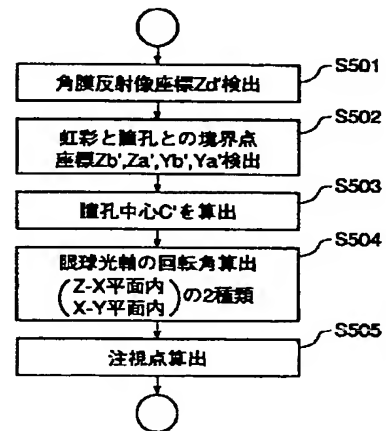 S501
角膜反射像座標Zd'検出
S502
虹彩と瞳孔との境界点
座標Zb',Za',Yb',Ya'検出
S503
瞳孔中心C'を算出
S504
眼球光軸の回転角算出
(Z-X平面内
X-Y平面内)の2種類
S505
注視点算出